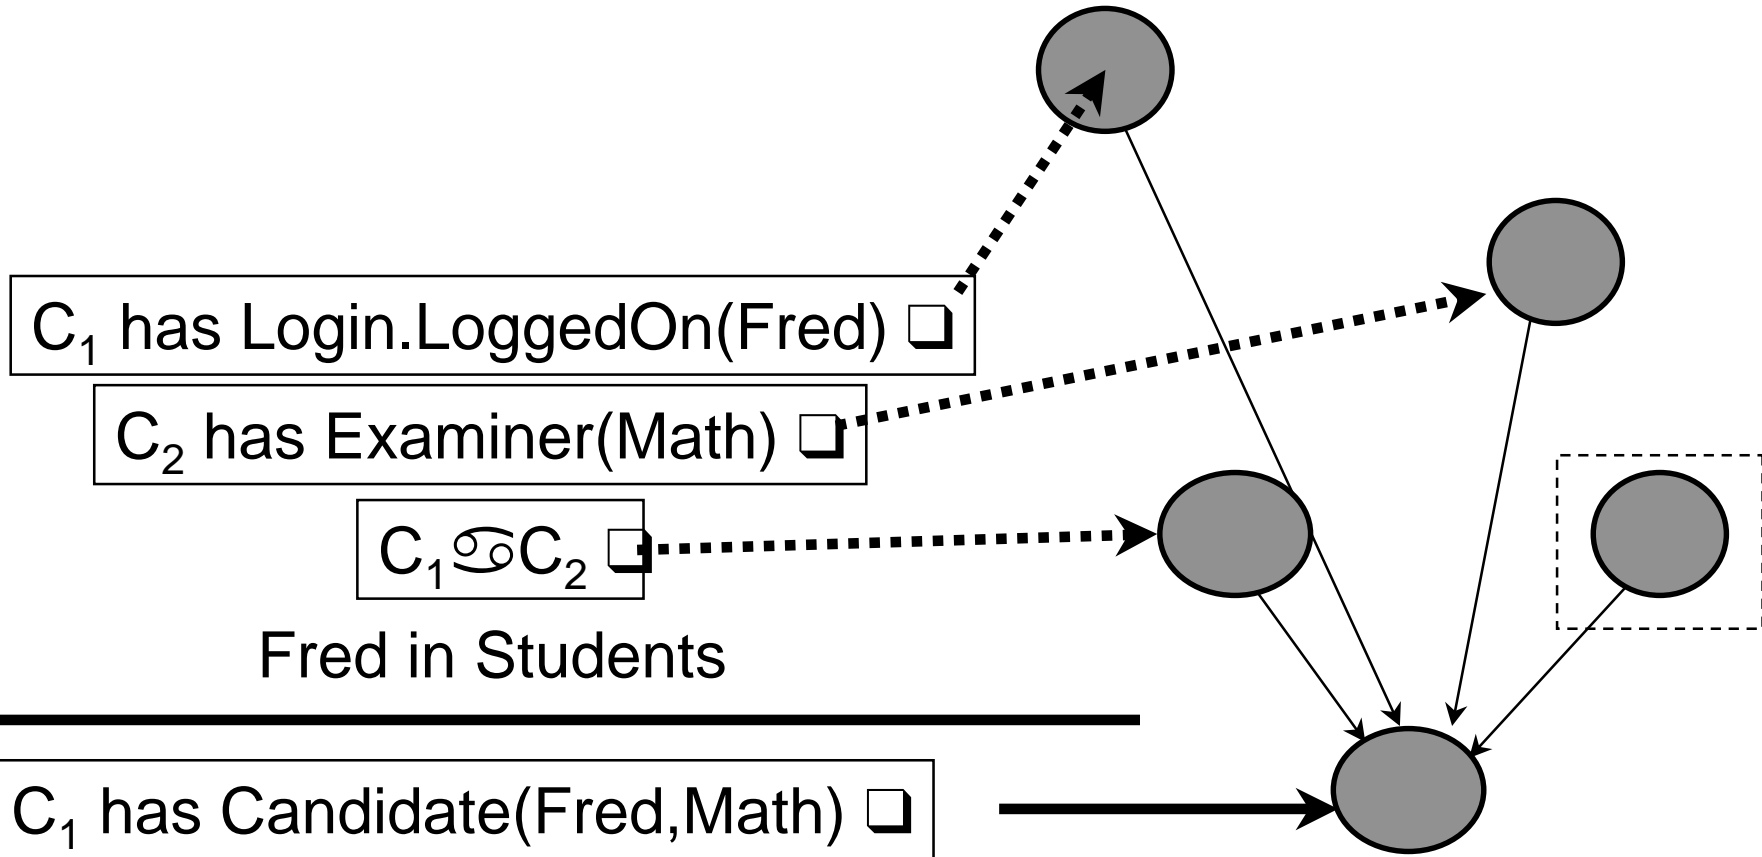 C₁ has Login.LoggedOn(Fred) ❑
C₂ has Examiner(Math) ❑
C₁♋C₂ ❑
Fred in Students
C₁ has Candidate(Fred,Math) ❑